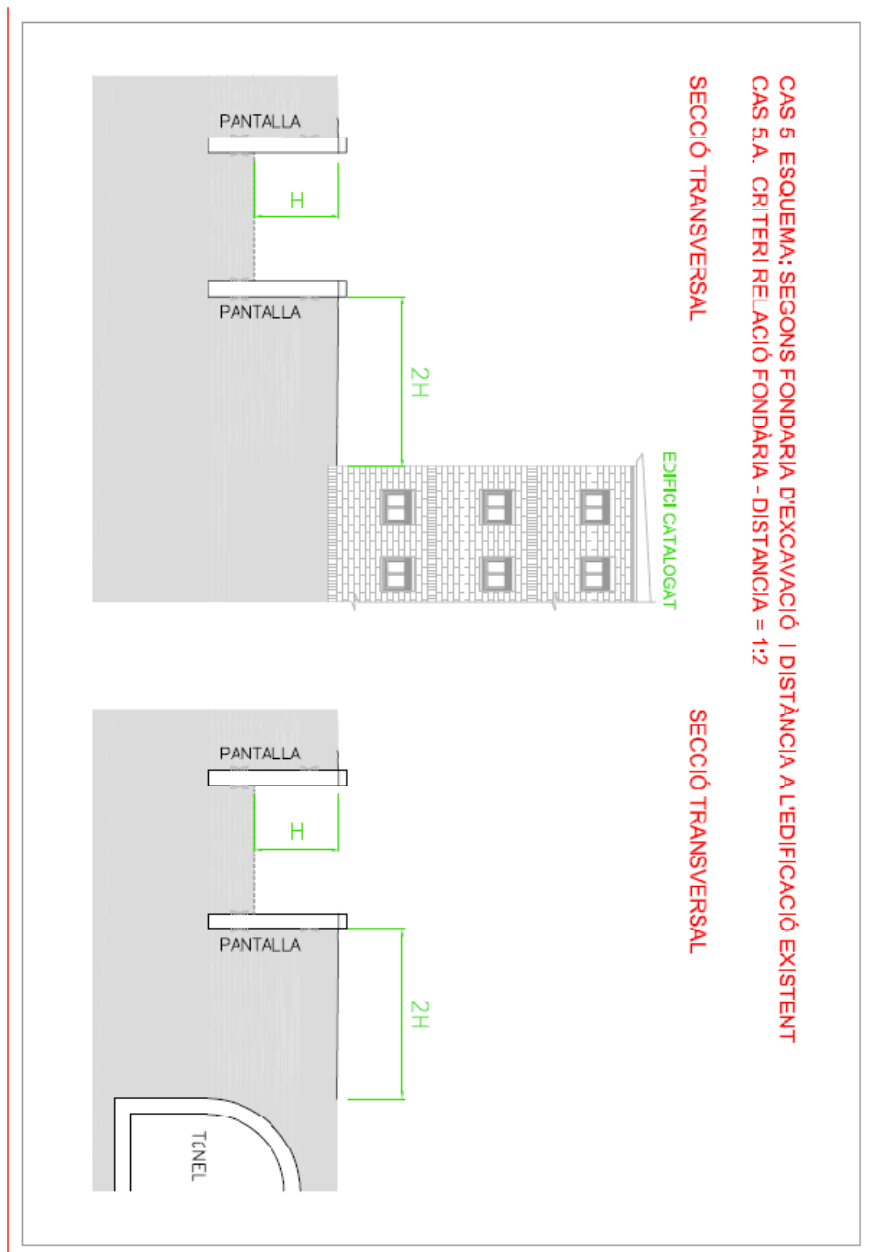 CAS 5 ESQUEMA: SEGONS FONDARIA D'EXCAVACIÓ I DISTÀNCIA A L'EDIFICACIÓ EXISTENT
CAS 5.A. CRITERI RELACIÓ FONDÀRIA - DISTANCIA = 1:2
SECCIÓ TRANSVERSAL
EDIFICI CATALOGAT
2H
H
PANTALLA
PANTALLA
SECCIÓ TRANSVERSAL
2H
H
PANTALLA
PANTALLA
TÚNEL